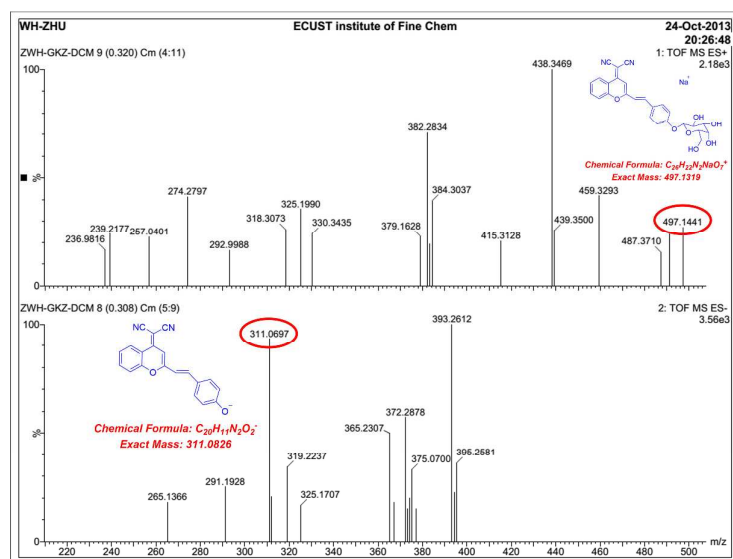 WH-ZHU ECUST institute of Fine Chem 24-Oct-2013
20:26:48
ZWH-GKZ-DCM 9 (0.320) Cm (4:11) 1: TOF MS ES+
2.18e3
100
%
0
236.9816
239.2177
274.2797
292.9988
318.3073
325.1990
330.3435
379.1628
382.2834
384.3037
415.3128
438.3469
439.3500
459.3293
487.3710
497.1441
NC CN
O
Na+
O
OH
O
OH
OH
HO
Chemical Formula: C26H22N2NaO7+
Exact Mass: 497.1319
ZWH-GKZ-DCM 8 (0.308) Cm (5:9) 2: TOF MS ES-
3.56e3
100
%
0
265.1366
291.1928
311.0697
319.2237
325.1707
365.2307
372.2878
375.0700
393.2612
NC CN
O
O-
Chemical Formula: C20H11N2O2-
Exact Mass: 311.0826
220 240 260 280 300 320 340 360 380 400 420 440 460 480 500 m/z